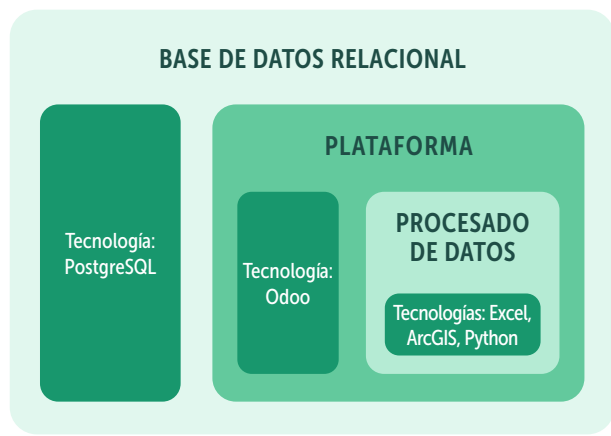 BASE DE DATOS RELACIONAL
Tecnología:
PostgreSQL
PLATAFORMA
Tecnología:
Odoo
PROCESADO
DE DATOS
Tecnologías: Excel,
ArcGIS, Python